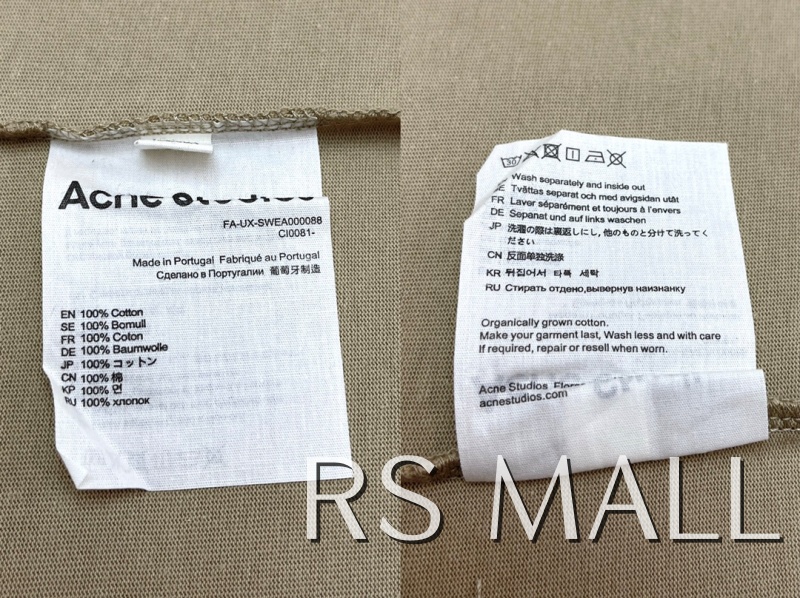 Acne Studios
FA-UX-SWEA000088
CI0081-
Made in Portugal Fabriqué au Portugal
Сделано в Португалии 葡萄牙制造
EN 100% Cotton
SE 100% Bomull
FR 100% Coton
DE 100% Baumwolle
JP 100% コットン
CN 100% 棉
KP 100% 면
RU 100% хлопок
30
Wash separately and inside out
SE Tvättas separat och med avigsidan utåt
FR Laver séparément et toujours à l'envers
DE Separat und auf links waschen
JP 洗濯の際は裏返しにし, 他のものと分けて洗ってく
ださい
CN 反面单独洗涤
KR 뒤집어서 타록 세탁
RU Стирать отдено,вывернув наизнанку
Organically grown cotton.
Make your garment last, Wash less and with care
If required, repair or resell when worn.
Acne Studios
acnestudios.com
RS MALL